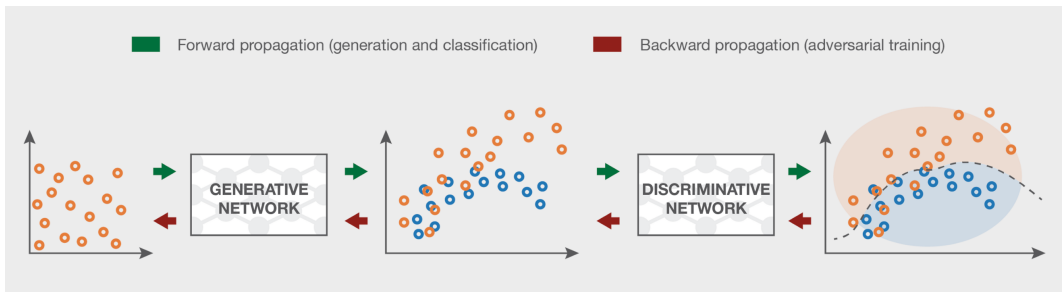 Forward propagation (generation and classification)
Backward propagation (adversarial training)
GENERATIVE
NETWORK
DISCRIMINATIVE
NETWORK